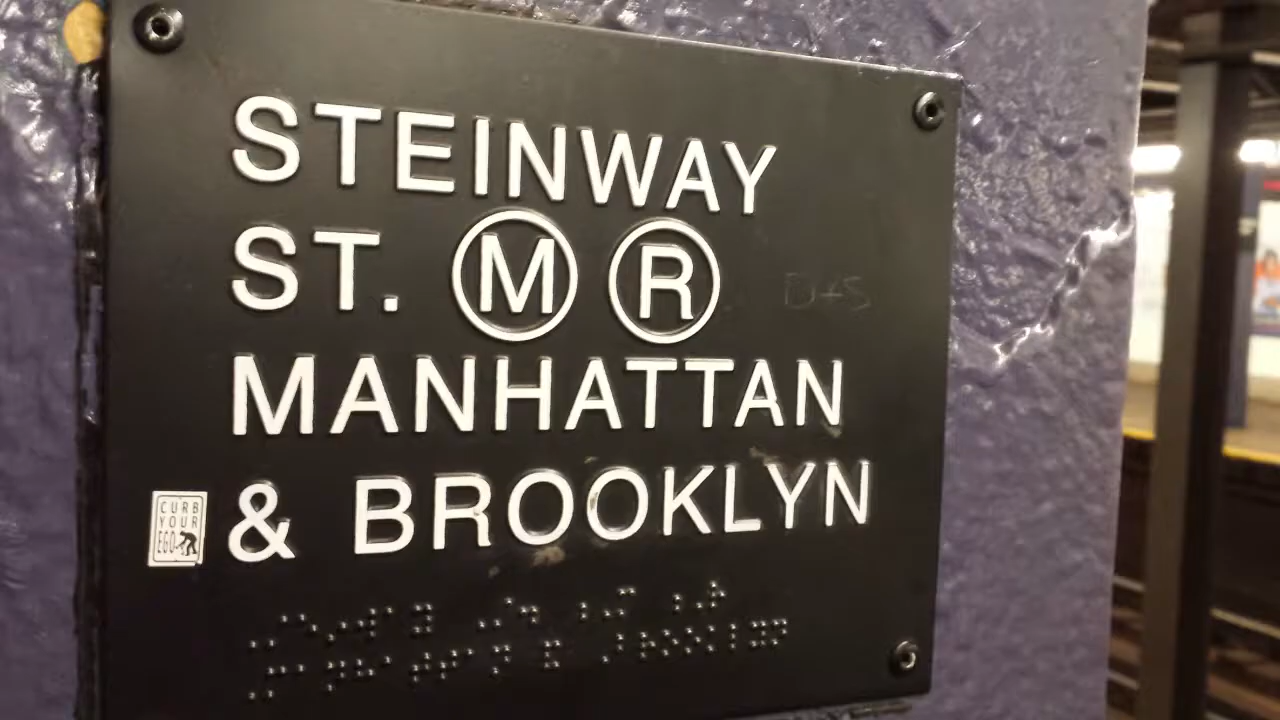 STEINWAY
ST. M R
MANHATTAN
& BROOKLYN
CURB
YOUR
EGO
D+S